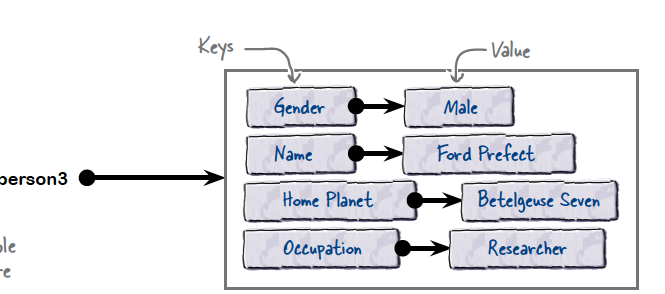 Keys
Value
Gender
Male
Name
Ford Prefect
person3
Home Planet
Betelgeuse Seven
Occupation
Researcher